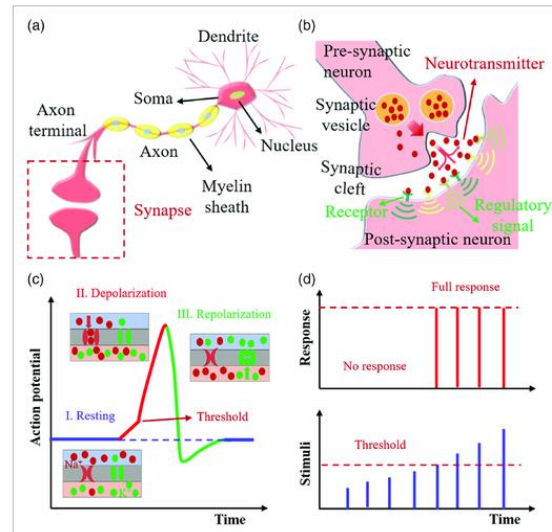 (a)
Dendrite
Soma
Axon
terminal
Axon
Nucleus
Myelin
sheath
Synapse
(b)
Pre-synaptic
neuron
Neurotransmitter
Synaptic
vesicle
Synaptic
cleft
Receptor
Regulatory
signal
Post-synaptic neuron
(c)
II. Depolarization
III. Repolarization
Action potential
I. Resting
Threshold
Na+
K+
Time
(d)
Full response
Response
No response
Threshold
Stimuli
Time